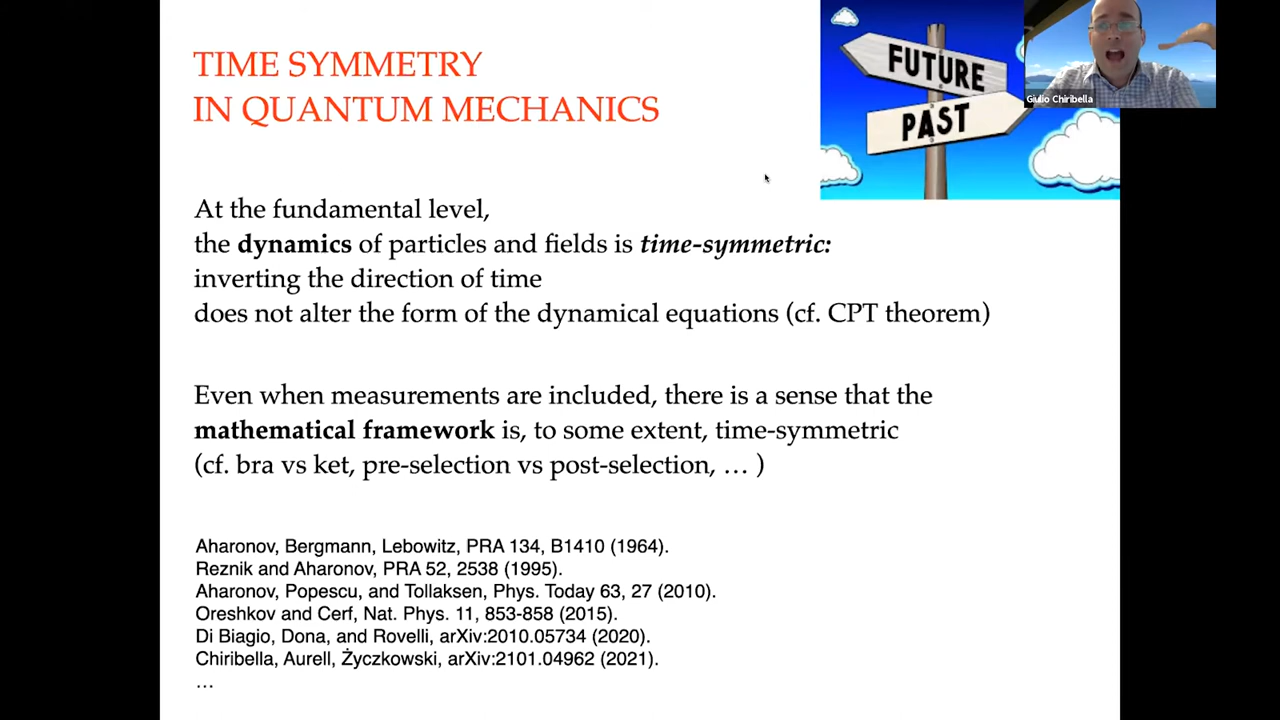 TIME SYMMETRY
IN QUANTUM MECHANICS
FUTURE
PAST
Giulio Chiribella
At the fundamental level,
the dynamics of particles and fields is time-symmetric:
inverting the direction of time
does not alter the form of the dynamical equations (cf. CPT theorem)
Even when measurements are included, there is a sense that the
mathematical framework is, to some extent, time-symmetric
(cf. bra vs ket, pre-selection vs post-selection, … )
Aharonov, Bergmann, Lebowitz, PRA 134, B1410 (1964).
Reznik and Aharonov, PRA 52, 2538 (1995).
Aharonov, Popescu, and Tollaksen, Phys. Today 63, 27 (2010).
Oreshkov and Cerf, Nat. Phys. 11, 853-858 (2015).
Di Biagio, Dona, and Rovelli, arXiv:2010.05734 (2020).
Chiribella, Aurell, Życzkowski, arXiv:2101.04962 (2021).
…